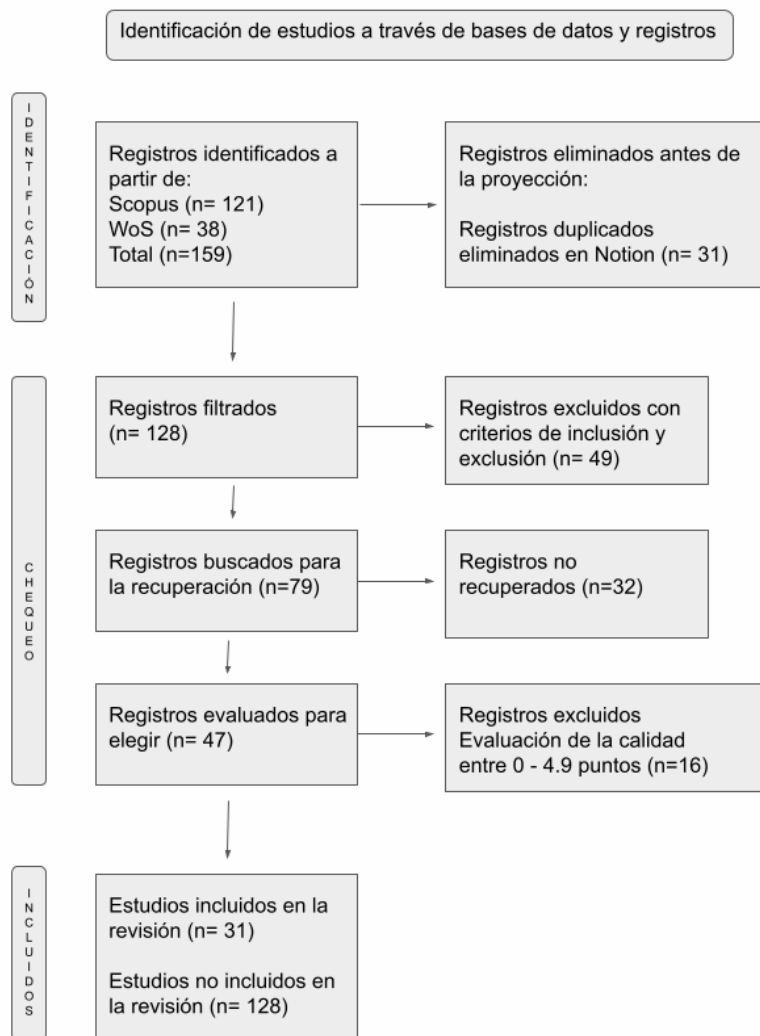 Identificación de estudios a través de bases de datos y registros
IDENTIFICACIÓN
Registros identificados a
partir de:
Scopus (n= 121)
WoS (n= 38)
Total (n=159)
Registros eliminados antes de
la proyección:
Registros duplicados
eliminados en Notion (n= 31)
CHEQUEO
Registros filtrados
(n= 128)
Registros excluidos con
criterios de inclusión y
exclusión (n= 49)
Registros buscados para
la recuperación (n=79)
Registros no
recuperados (n=32)
Registros evaluados para
elegir (n= 47)
Registros excluidos
Evaluación de la calidad
entre 0 - 4.9 puntos (n=16)
INCLUIDOS
Estudios incluidos en la
revisión (n= 31)
Estudios no incluidos en
la revisión (n= 128)